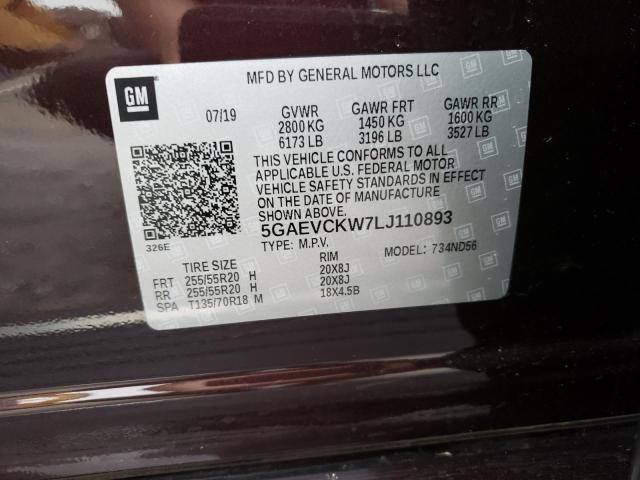 MFD BY GENERAL MOTORS LLC
GM
07/19 GVWR GAWR FRT GAWR RR
2800 KG 1450 KG 1600 KG
6173 LB 3196 LB 3527 LB
THIS VEHICLE CONFORMS TO ALL
APPLICABLE U.S. FEDERAL MOTOR
VEHICLE SAFETY STANDARDS IN EFFECT
ON THE DATE OF MANUFACTURE
SHOWN ABOVE.
5GAEVCKW7LJ110893
326E
TYPE: M.P.V. MODEL: 734ND56
TIRE SIZE RIM
FRT 255/55R20 H 20X8J
RR 255/55R20 H 20X8J
SPA T135/70R18 M 18X4.5B